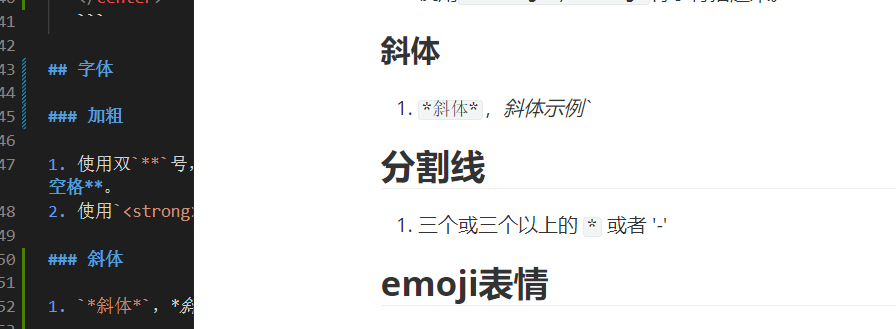 41 ```
42
43 ## 字体
44
45 ### 加粗
46
47 1. 使用双`**`号,
空格**。
48 2. 使用`<strong>
49
50 ### 斜体
51
52 1. `*斜体*`, *斜
斜体
1. *斜体*, 斜体示例`
分割线
1. 三个或三个以上的 * 或者 '-'
emoji表情